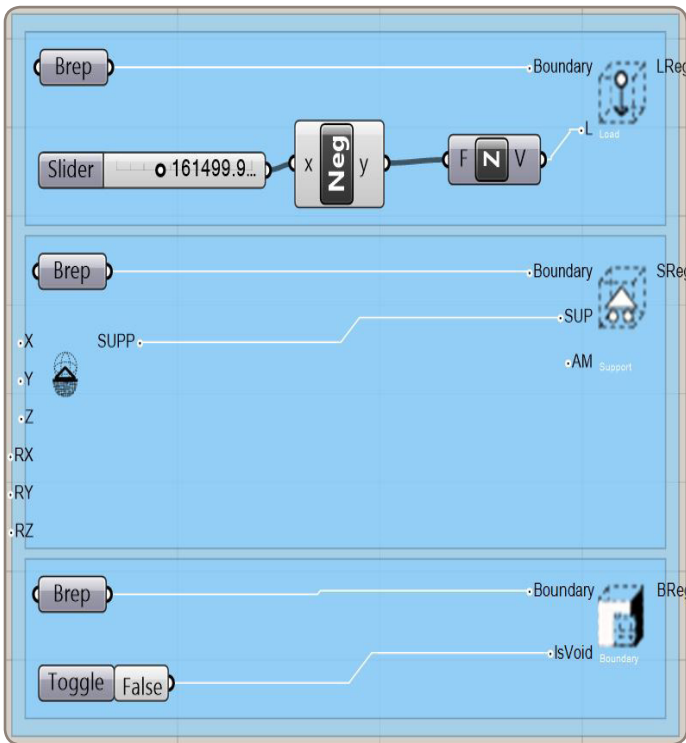 Brep
Boundary
LReg
Slider
161499.9...
x Neg y
F Z V
L
Load
Brep
Boundary
SReg
X
SUPP
SUP
Y
AM
Support
Z
RX
RY
RZ
Brep
Boundary
BReg
IsVoid
Boundary
Toggle
False